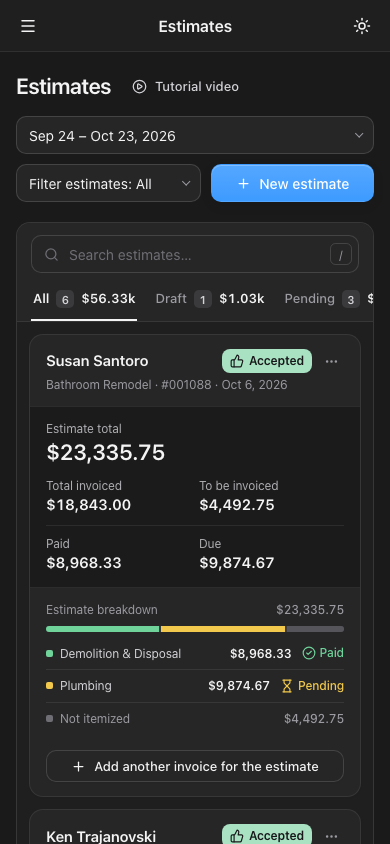 Estimates
Estimates
Tutorial video
Sep 24 – Oct 23, 2026
Filter estimates: All
New estimate
Search estimates...
/
All 6 $56.33k Draft 1 $1.03k Pending 3 $
Susan Santoro
Accepted
Bathroom Remodel · #001088 · Oct 6, 2026
Estimate total
$23,335.75
Total invoiced To be invoiced
$18,843.00 $4,492.75
Paid Due
$8,968.33 $9,874.67
Estimate breakdown $23,335.75
Demolition & Disposal $8,968.33 Paid
Plumbing $9,874.67 Pending
Not itemized $4,492.75
Add another invoice for the estimate
Ken Trajanovski
Accepted